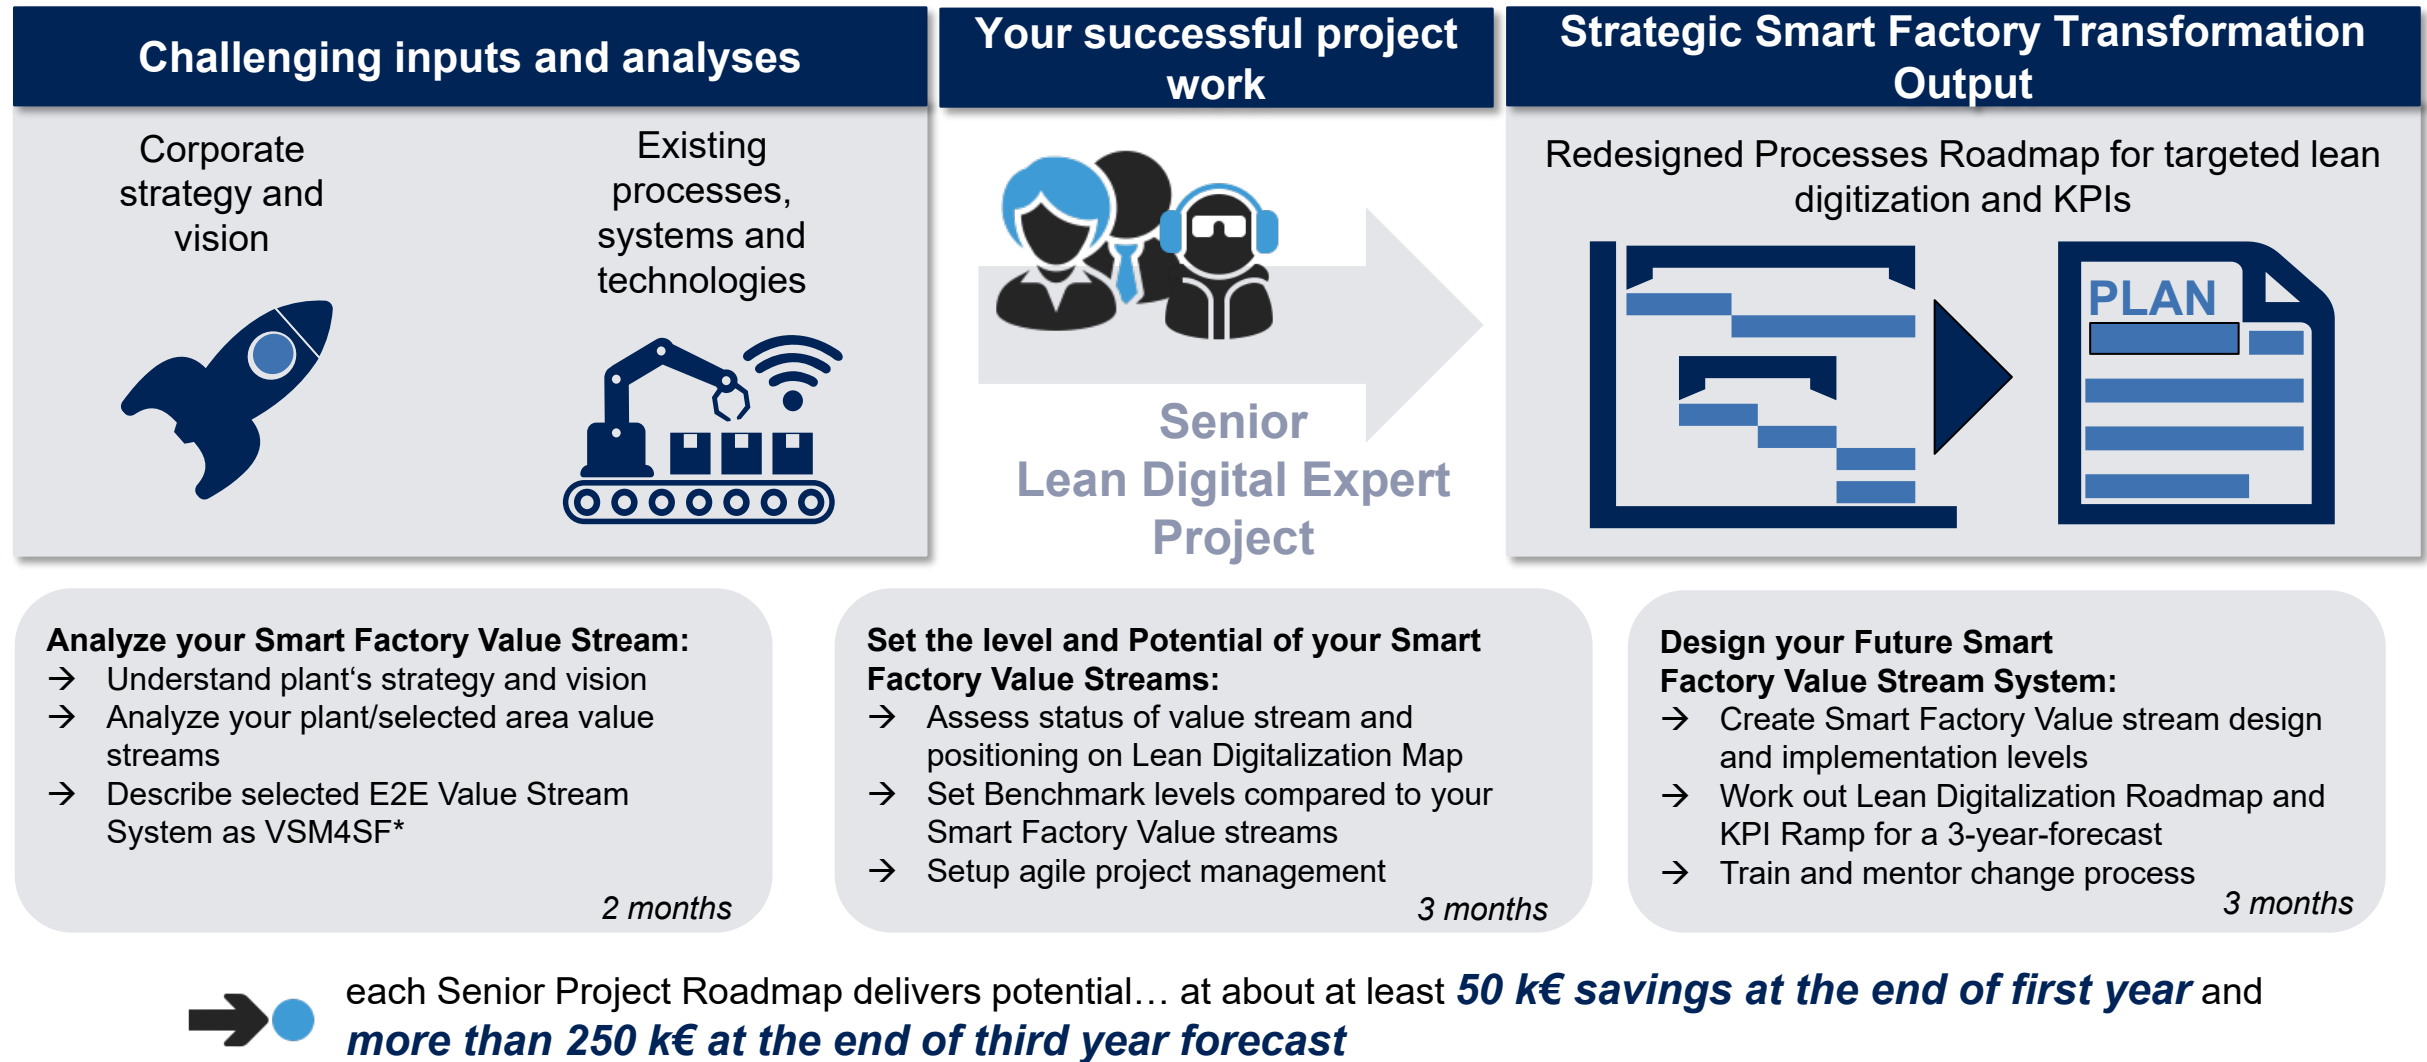 Challenging inputs and analyses
Your successful project
work
Strategic Smart Factory Transformation
Output
Corporate
strategy and
vision
Existing
processes,
systems and
technologies
Senior
Lean Digital Expert
Project
Redesigned Processes Roadmap for targeted lean
digitization and KPIs
PLAN
Analyze your Smart Factory Value Stream:
→ Understand plant‘s strategy and vision
→ Analyze your plant/selected area value
streams
→ Describe selected E2E Value Stream
System as VSM4SF*
2 months
Set the level and Potential of your Smart
Factory Value Streams:
→ Assess status of value stream and
positioning on Lean Digitalization Map
→ Set Benchmark levels compared to your
Smart Factory Value streams
→ Setup agile project management
3 months
Design your Future Smart
Factory Value Stream System:
→ Create Smart Factory Value stream design
and implementation levels
→ Work out Lean Digitalization Roadmap and
KPI Ramp for a 3-year-forecast
→ Train and mentor change process
3 months
each Senior Project Roadmap delivers potential… at about at least 50 k€ savings at the end of first year and
more than 250 k€ at the end of third year forecast